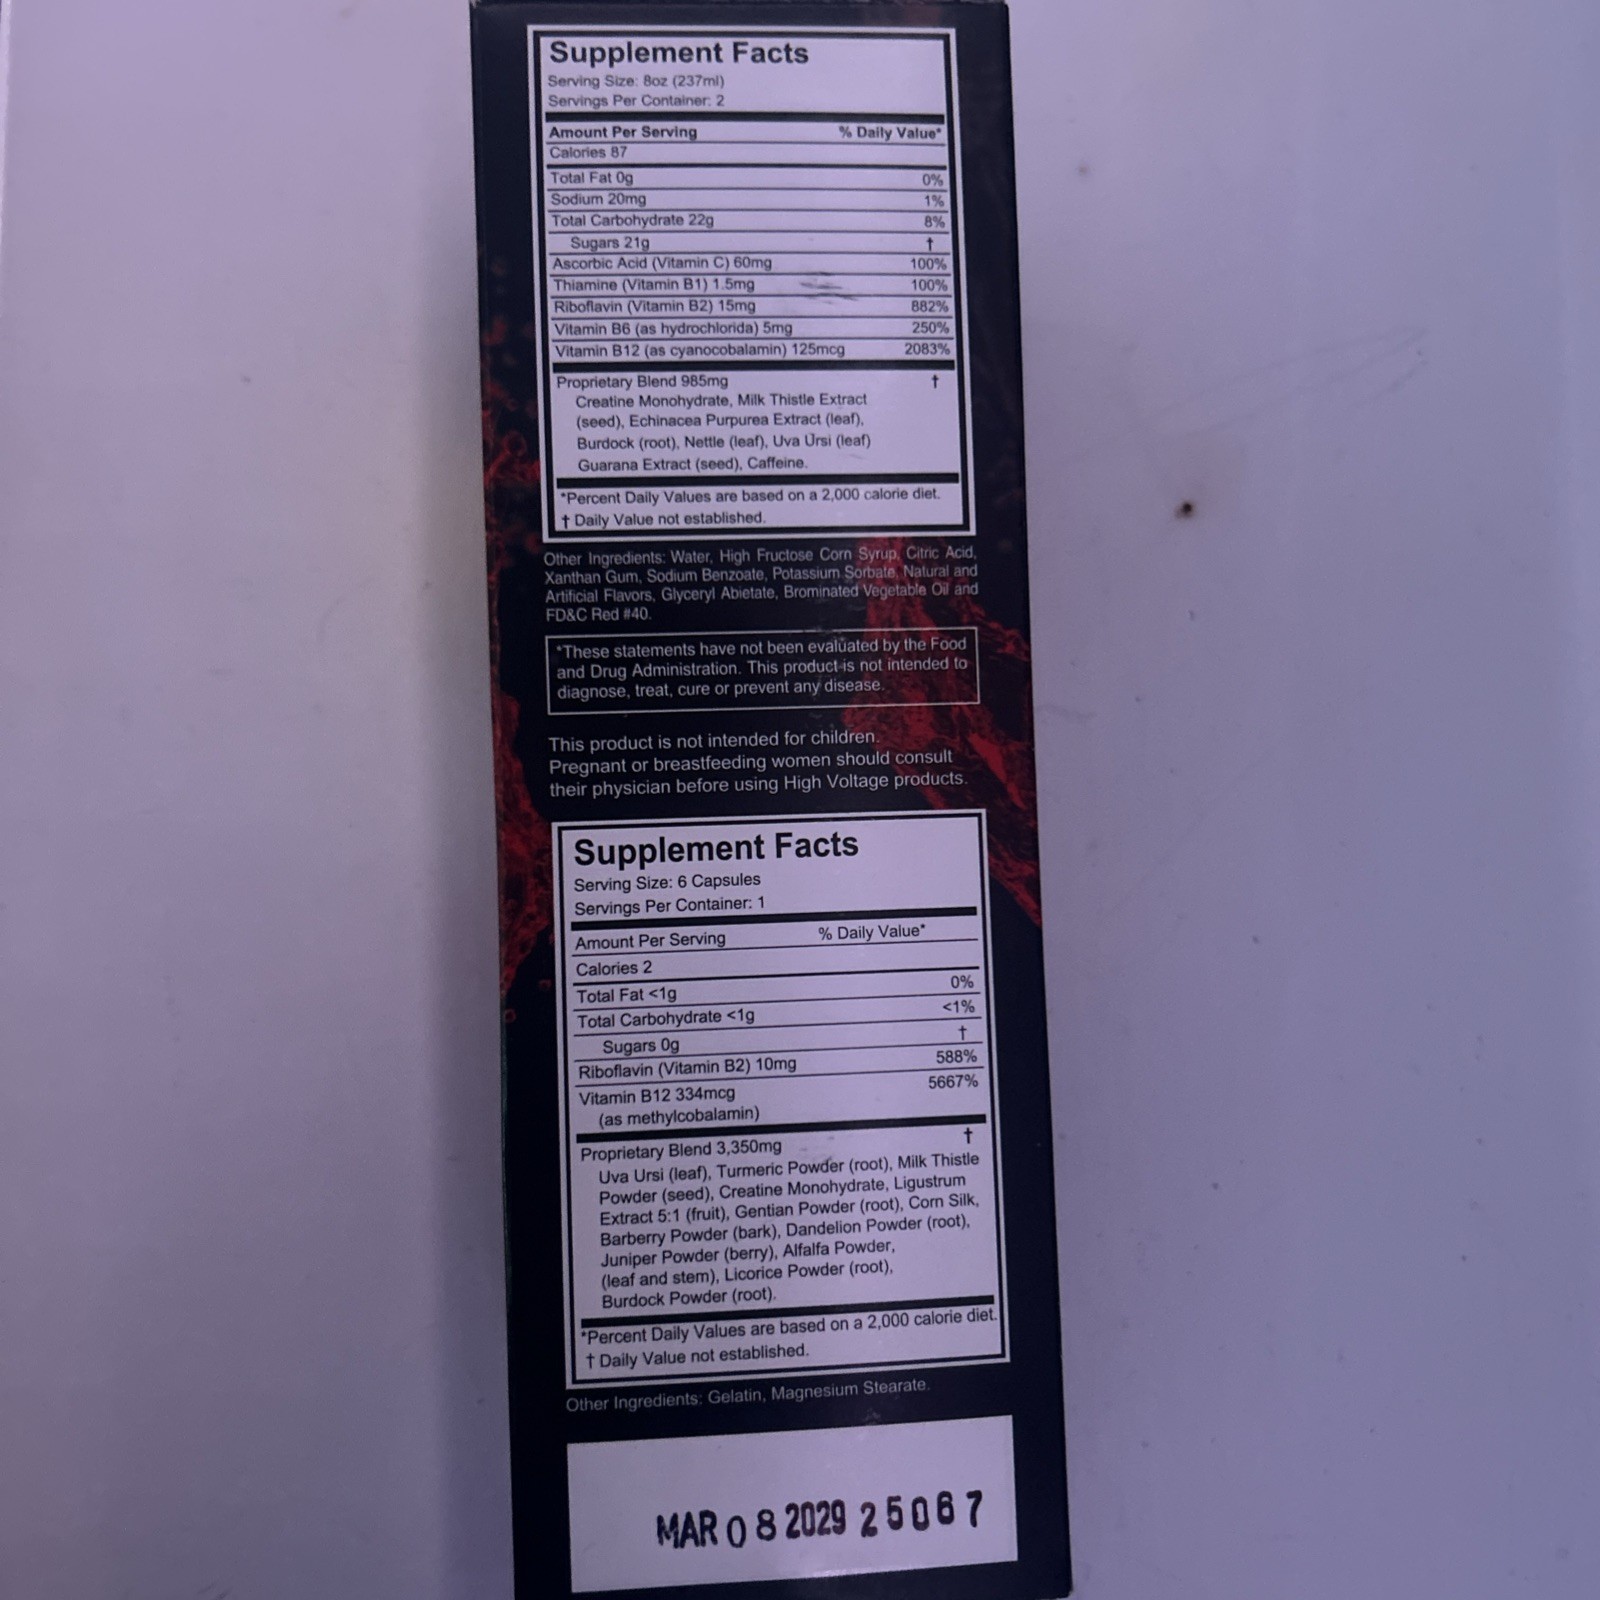 Supplement Facts
Serving Size: 8oz (237ml)
Servings Per Container: 2
Amount Per Serving % Daily Value*
Calories 87
Total Fat 0g 0%
Sodium 20mg 1%
Total Carbohydrate 22g 8%
Sugars 21g †
Ascorbic Acid (Vitamin C) 60mg 100%
Thiamine (Vitamin B1) 1.5mg 100%
Riboflavin (Vitamin B2) 15mg 882%
Vitamin B6 (as hydrochlorida) 5mg 250%
Vitamin B12 (as cyanocobalamin) 125mcg 2083%
Proprietary Blend 985mg †
Creatine Monohydrate, Milk Thistle Extract
(seed), Echinacea Purpurea Extract (leaf),
Burdock (root), Nettle (leaf), Uva Ursi (leaf)
Guarana Extract (seed), Caffeine.
*Percent Daily Values are based on a 2,000 calorie diet.
† Daily Value not established.
Other Ingredients: Water, High Fructose Corn Syrup, Citric Acid,
Xanthan Gum, Sodium Benzoate, Potassium Sorbate, Natural and
Artificial Flavors, Glyceryl Abietate, Brominated Vegetable Oil and
FD&C Red #40.
*These statements have not been evaluated by the Food
and Drug Administration. This product is not intended to
diagnose, treat, cure or prevent any disease.
This product is not intended for children.
Pregnant or breastfeeding women should consult
their physician before using High Voltage products.
Supplement Facts
Serving Size: 6 Capsules
Servings Per Container: 1
Amount Per Serving % Daily Value*
Calories 2
Total Fat <1g 0%
Total Carbohydrate <1g <1%
Sugars 0g †
Riboflavin (Vitamin B2) 10mg 588%
Vitamin B12 334mcg 5667%
(as methylcobalamin)
Proprietary Blend 3,350mg †
Uva Ursi (leaf), Turmeric Powder (root), Milk Thistle
Powder (seed), Creatine Monohydrate, Ligustrum
Extract 5:1 (fruit), Gentian Powder (root), Corn Silk,
Barberry Powder (bark), Dandelion Powder (root),
Juniper Powder (berry), Alfalfa Powder,
(leaf and stem), Licorice Powder (root),
Burdock Powder (root).
*Percent Daily Values are based on a 2,000 calorie diet.
† Daily Value not established.
Other Ingredients: Gelatin, Magnesium Stearate.
MAR 08 2029 25067